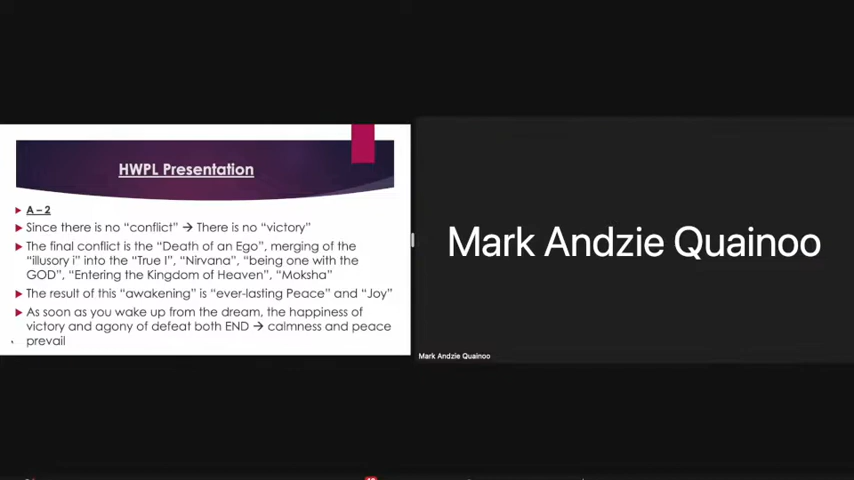 HWPL Presentation
A – 2
Since there is no “conflict” → There is no “victory”
The final conflict is the “Death of an Ego”, merging of the
“illusory i” into the “True I”, “Nirvana”, “being one with the
GOD”, “Entering the Kingdom of Heaven”, “Moksha”
The result of this “awakening” is “ever-lasting Peace” and “Joy”
As soon as you wake up from the dream, the happiness of
victory and agony of defeat both END → calmness and peace
prevail
Mark Andzie Quainoo
Mark Andzie Quainoo